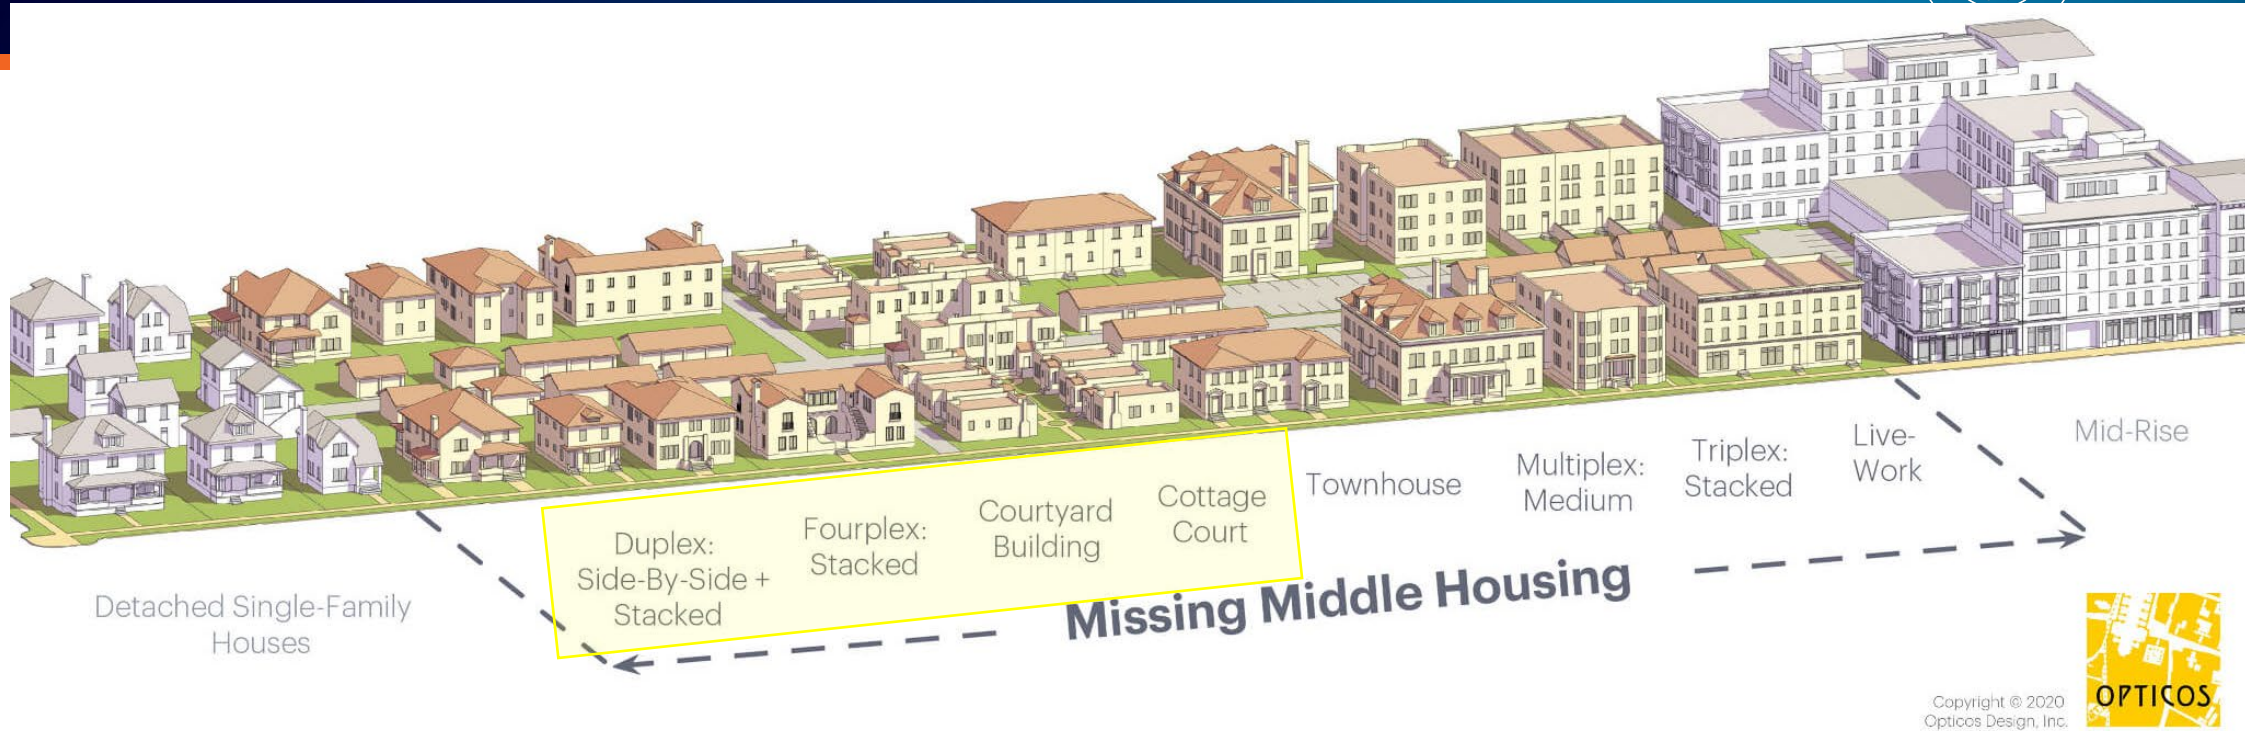 Detached Single-Family
Houses
Duplex:
Side-By-Side +
Stacked
Fourplex:
Stacked
Courtyard
Building
Cottage
Court
Townhouse
Multiplex:
Medium
Triplex:
Stacked
Live-
Work
Mid-Rise
Missing Middle Housing
Copyright © 2020
Opticos Design, Inc.
OPTICOS